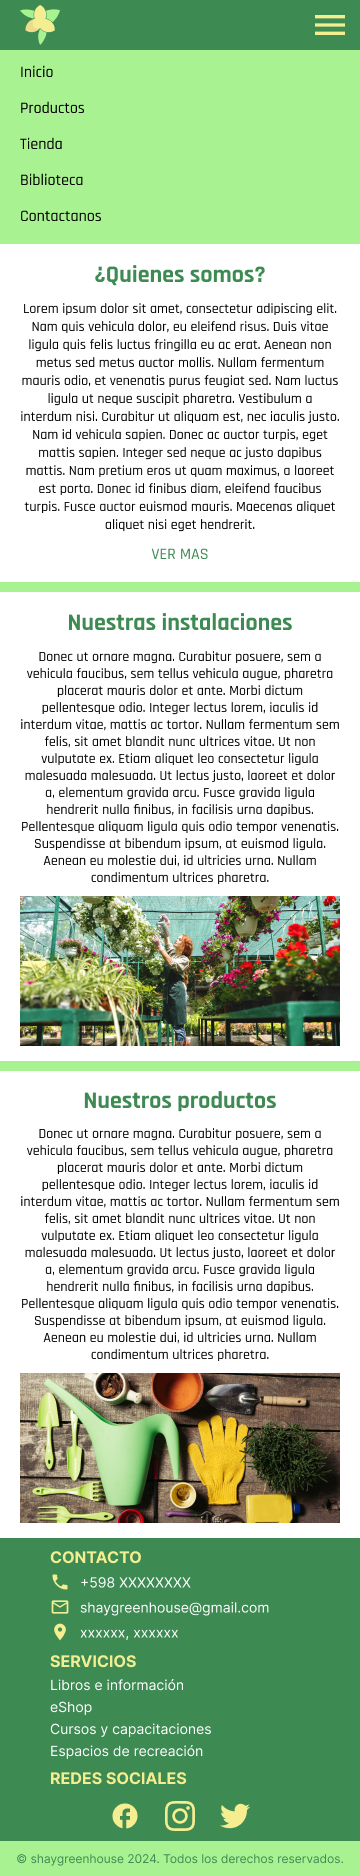 Inicio
Productos
Tienda
Biblioteca
Contactanos
¿Quienes somos?
Lorem ipsum dolor sit amet, consectetur adipiscing elit.
Nam quis vehicula dolor, eu eleifend risus. Duis vitae
ligula quis felis luctus fringilla eu ac erat. Aenean non
metus sed metus auctor mollis. Nullam fermentum
mauris odio, et venenatis purus feugiat sed. Nam luctus
ligula ut neque suscipit pharetra. Vestibulum a
interdum nisi. Curabitur ut aliquam est, nec iaculis justo.
Nam id vehicula sapien. Donec ac auctor turpis, eget
mattis sapien. Integer sed neque ac justo dapibus
mattis. Nam pretium eros ut quam maximus, a laoreet
est porta. Donec id finibus diam, eleifend faucibus
turpis. Fusce auctor euismod mauris. Maecenas aliquet
aliquet nisi eget hendrerit.
VER MAS
Nuestras instalaciones
Donec ut ornare magna. Curabitur posuere, sem a
vehicula faucibus, sem tellus vehicula augue, pharetra
placerat mauris dolor et ante. Morbi dictum
pellentesque odio. Integer lectus lorem, iaculis id
interdum vitae, mattis ac tortor. Nullam fermentum sem
felis, sit amet blandit nunc ultrices vitae. Ut non
vulputate ex. Etiam aliquet leo consectetur ligula
malesuada malesuada. Ut lectus justo, laoreet et dolor
a, elementum gravida arcu. Fusce gravida ligula
hendrerit nulla finibus, in facilisis urna dapibus.
Pellentesque aliquam ligula quis odio tempor venenatis.
Suspendisse at bibendum ipsum, at euismod ligula.
Aenean eu molestie dui, id ultricies urna. Nullam
condimentum ultrices pharetra.
Nuestros productos
Donec ut ornare magna. Curabitur posuere, sem a
vehicula faucibus, sem tellus vehicula augue, pharetra
placerat mauris dolor et ante. Morbi dictum
pellentesque odio. Integer lectus lorem, iaculis id
interdum vitae, mattis ac tortor. Nullam fermentum sem
felis, sit amet blandit nunc ultrices vitae. Ut non
vulputate ex. Etiam aliquet leo consectetur ligula
malesuada malesuada. Ut lectus justo, laoreet et dolor
a, elementum gravida arcu. Fusce gravida ligula
hendrerit nulla finibus, in facilisis urna dapibus.
Pellentesque aliquam ligula quis odio tempor venenatis.
Suspendisse at bibendum ipsum, at euismod ligula.
Aenean eu molestie dui, id ultricies urna. Nullam
condimentum ultrices pharetra.
CONTACTO
+598 XXXXXXXX
shaygreenhouse@gmail.com
xxxxxx, xxxxxx
SERVICIOS
Libros e información
eShop
Cursos y capacitaciones
Espacios de recreación
REDES SOCIALES
© shaygreenhouse 2024. Todos los derechos reservados.